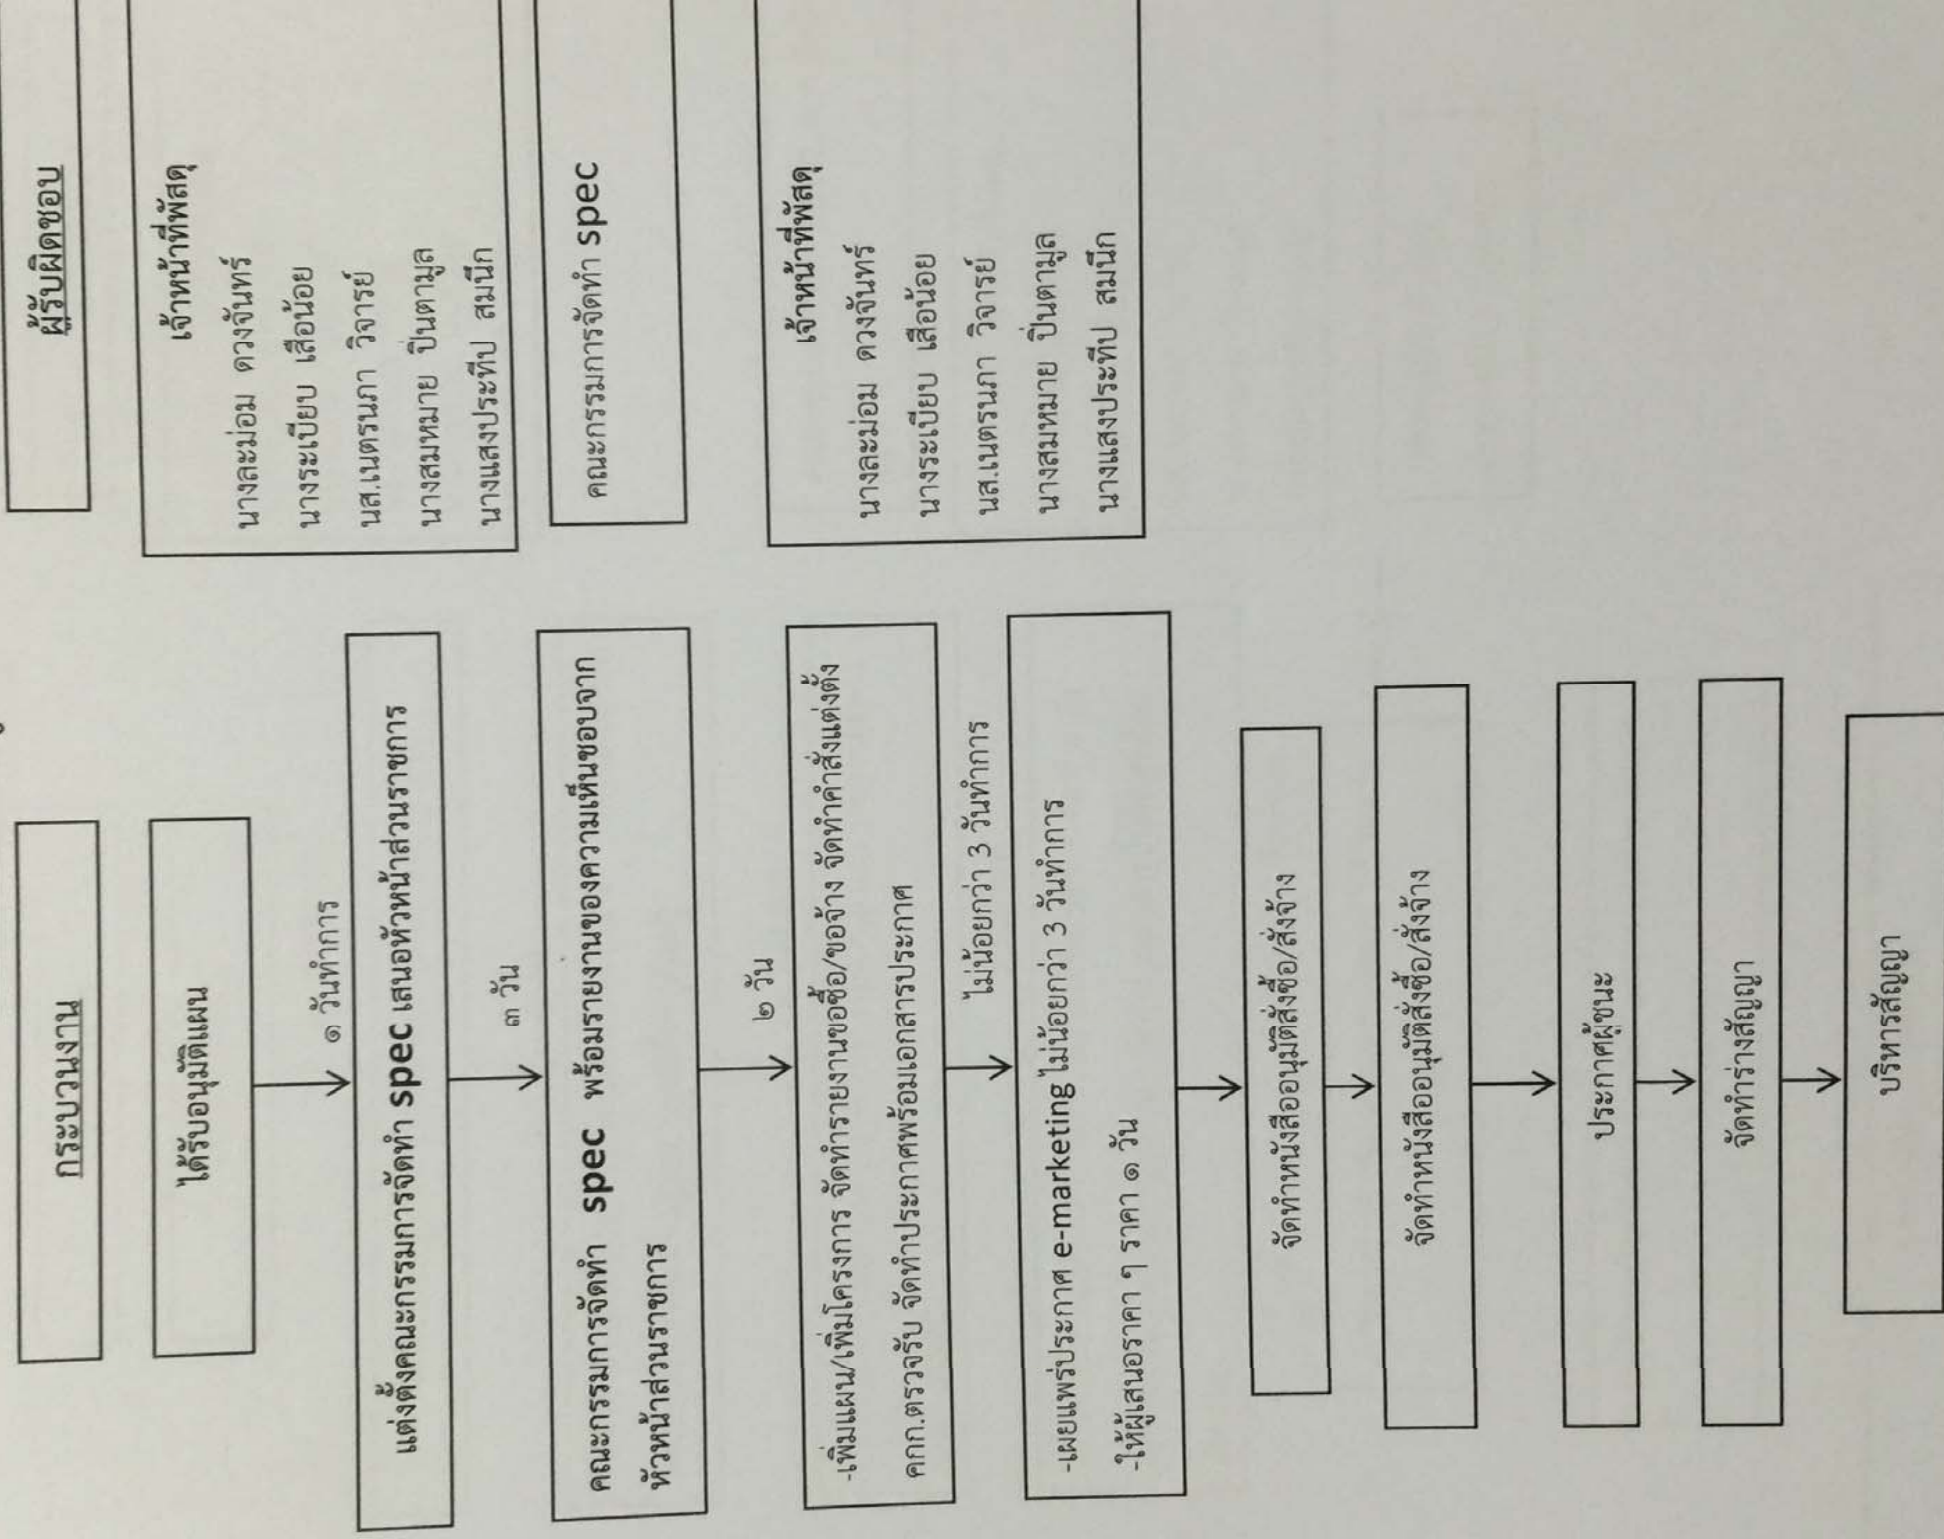 กระบวนงาน
ผู้รับผิดชอบ
ได้รับอนุมัติแผน
๑ วันทำการ
แต่งตั้งคณะกรรมการจัดทำ spec เสนอหัวหน้าส่วนราชการ
เจ้าหน้าที่พัสดุ
นางละม่อม ดวงจันทร์
นางระเบียบ เสือน้อย
นส.เนตรนภา วิจารย์
นางสมหมาย ปิ่นตามูล
นางแสงประทีป สมนึก
๓ วัน
คณะกรรมการจัดทำ spec พร้อมรายงานของความเห็นชอบจาก
หัวหน้าส่วนราชการ
คณะกรรมการจัดทำ spec
๒ วัน
-เพิ่มแผน/เพิ่มโครงการ จัดทำรายงานขอซื้อ/ขอจ้าง จัดทำคำสั่งแต่งตั้ง
คกก.ตรวจรับ จัดทำประกาศพร้อมเอกสารประกาศ
เจ้าหน้าที่พัสดุ
นางละม่อม ดวงจันทร์
นางระเบียบ เสือน้อย
นส.เนตรนภา วิจารย์
นางสมหมาย ปิ่นตามูล
นางแสงประทีป สมนึก
ไม่น้อยกว่า 3 วันทำการ
-เผยแพร่ประกาศ e-marketing ไม่น้อยกว่า 3 วันทำการ
-ให้ผู้เสนอราคา ๆ ราคา ๑ วัน
จัดทำหนังสืออนุมัติสั่งซื้อ/สั่งจ้าง
จัดทำหนังสืออนุมัติสั่งซื้อ/สั่งจ้าง
ประกาศผู้ชนะ
จัดทำร่างสัญญา
บริหารสัญญา